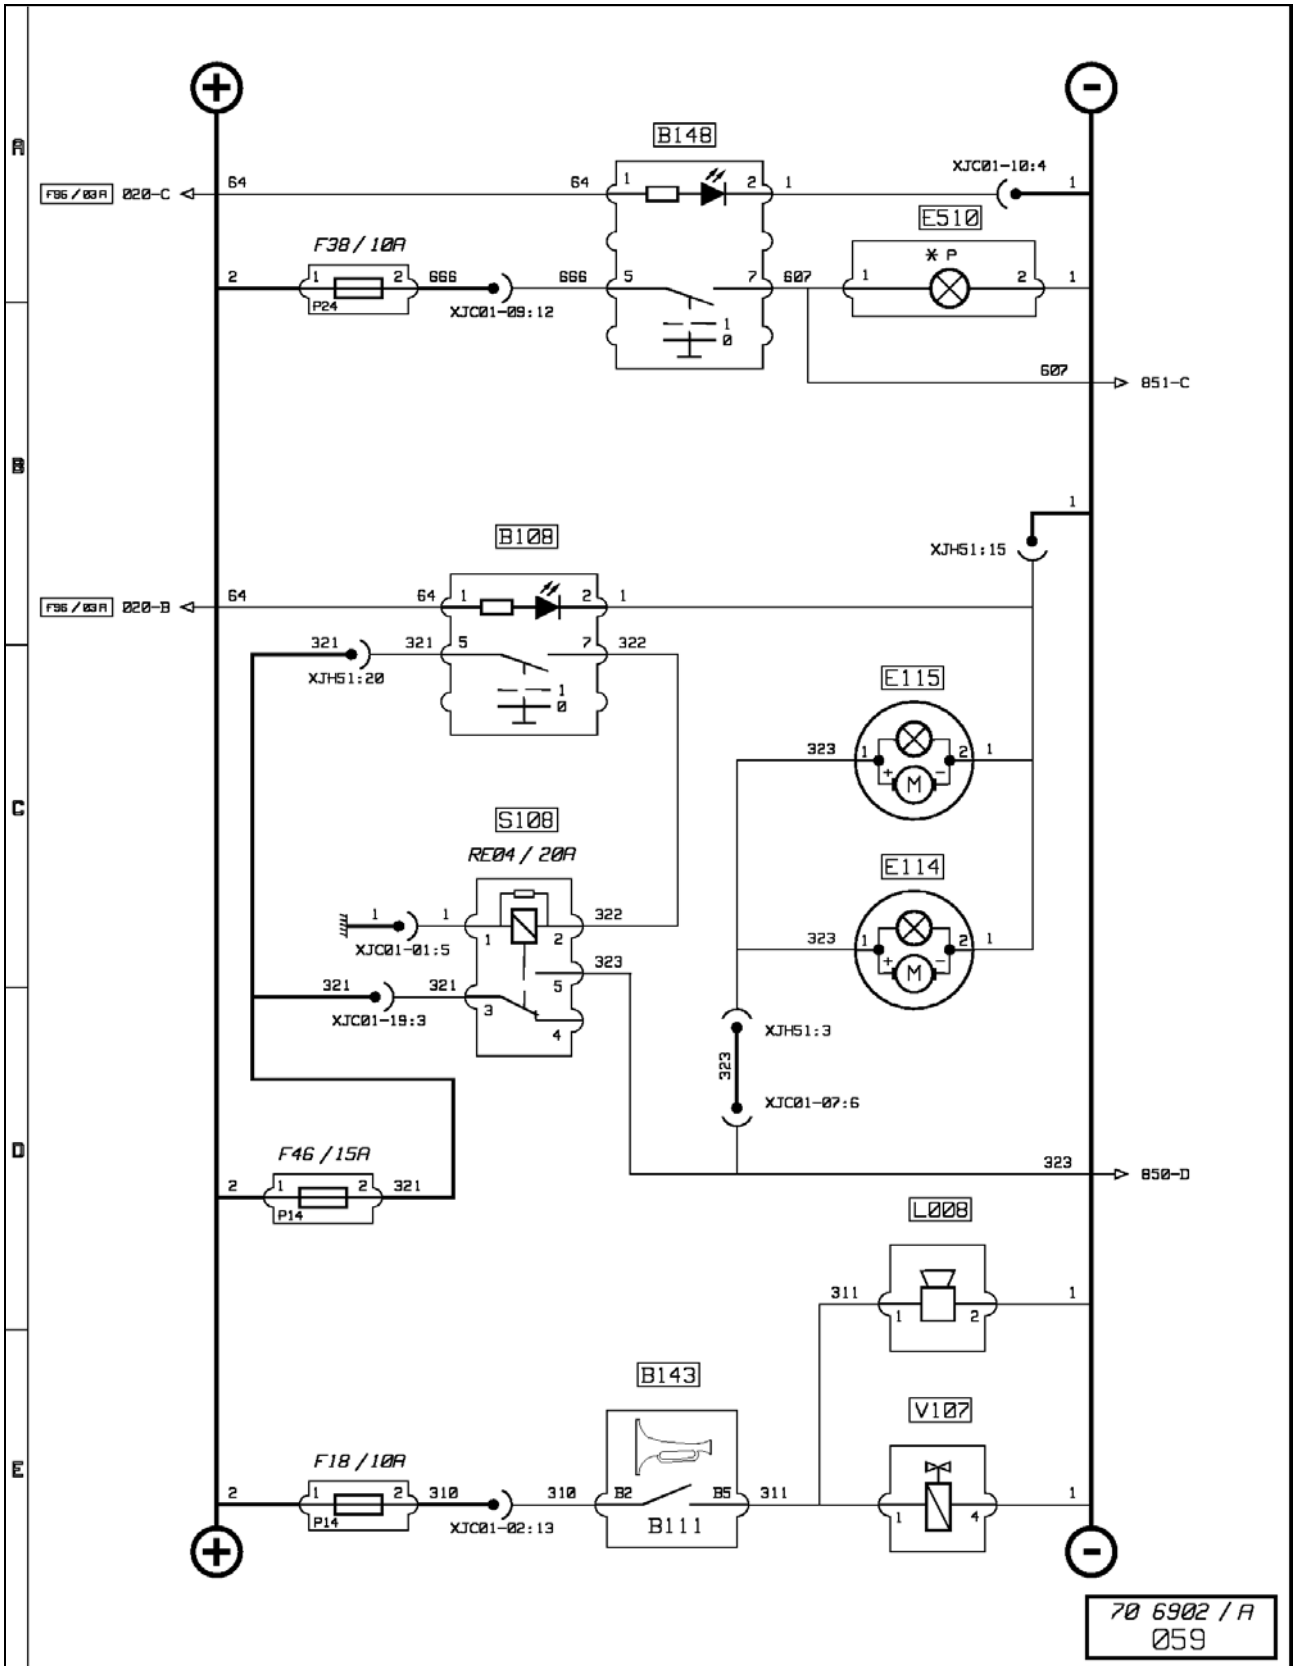 + -
A
B148
XJC01-10:4
F96/03A 020-C 64 64 1 2 1 1
E510
F38/10A
* P
2 1 2 666 666 5 7 607 1 2 1
P24
XJC01-09:12
1
0
607 851-C
B
1
B108
XJH51:15
F96/03A 020-B 64 64 1 2 1
321 321 5 7 322
XJH51:20
1
0
E115
323 1 2 1
+ -
M
C
S108
RE04/20A
E114
1 1 1 2 322
XJC01-01:5
323 1 2 1
+ -
M
323
5
321 321 3
XJC01-19:3
4
XJH51:3
323
XJC01-07:6
D
F46/15A
323 850-D
2 1 2 321
P14
L008
311 1 2 1
B143
V107
E
F18/10A
2 1 2 310 310 B2 B5 311 1 4 1
P14
XJC01-02:13
B111
+ -
70 6902/A
059